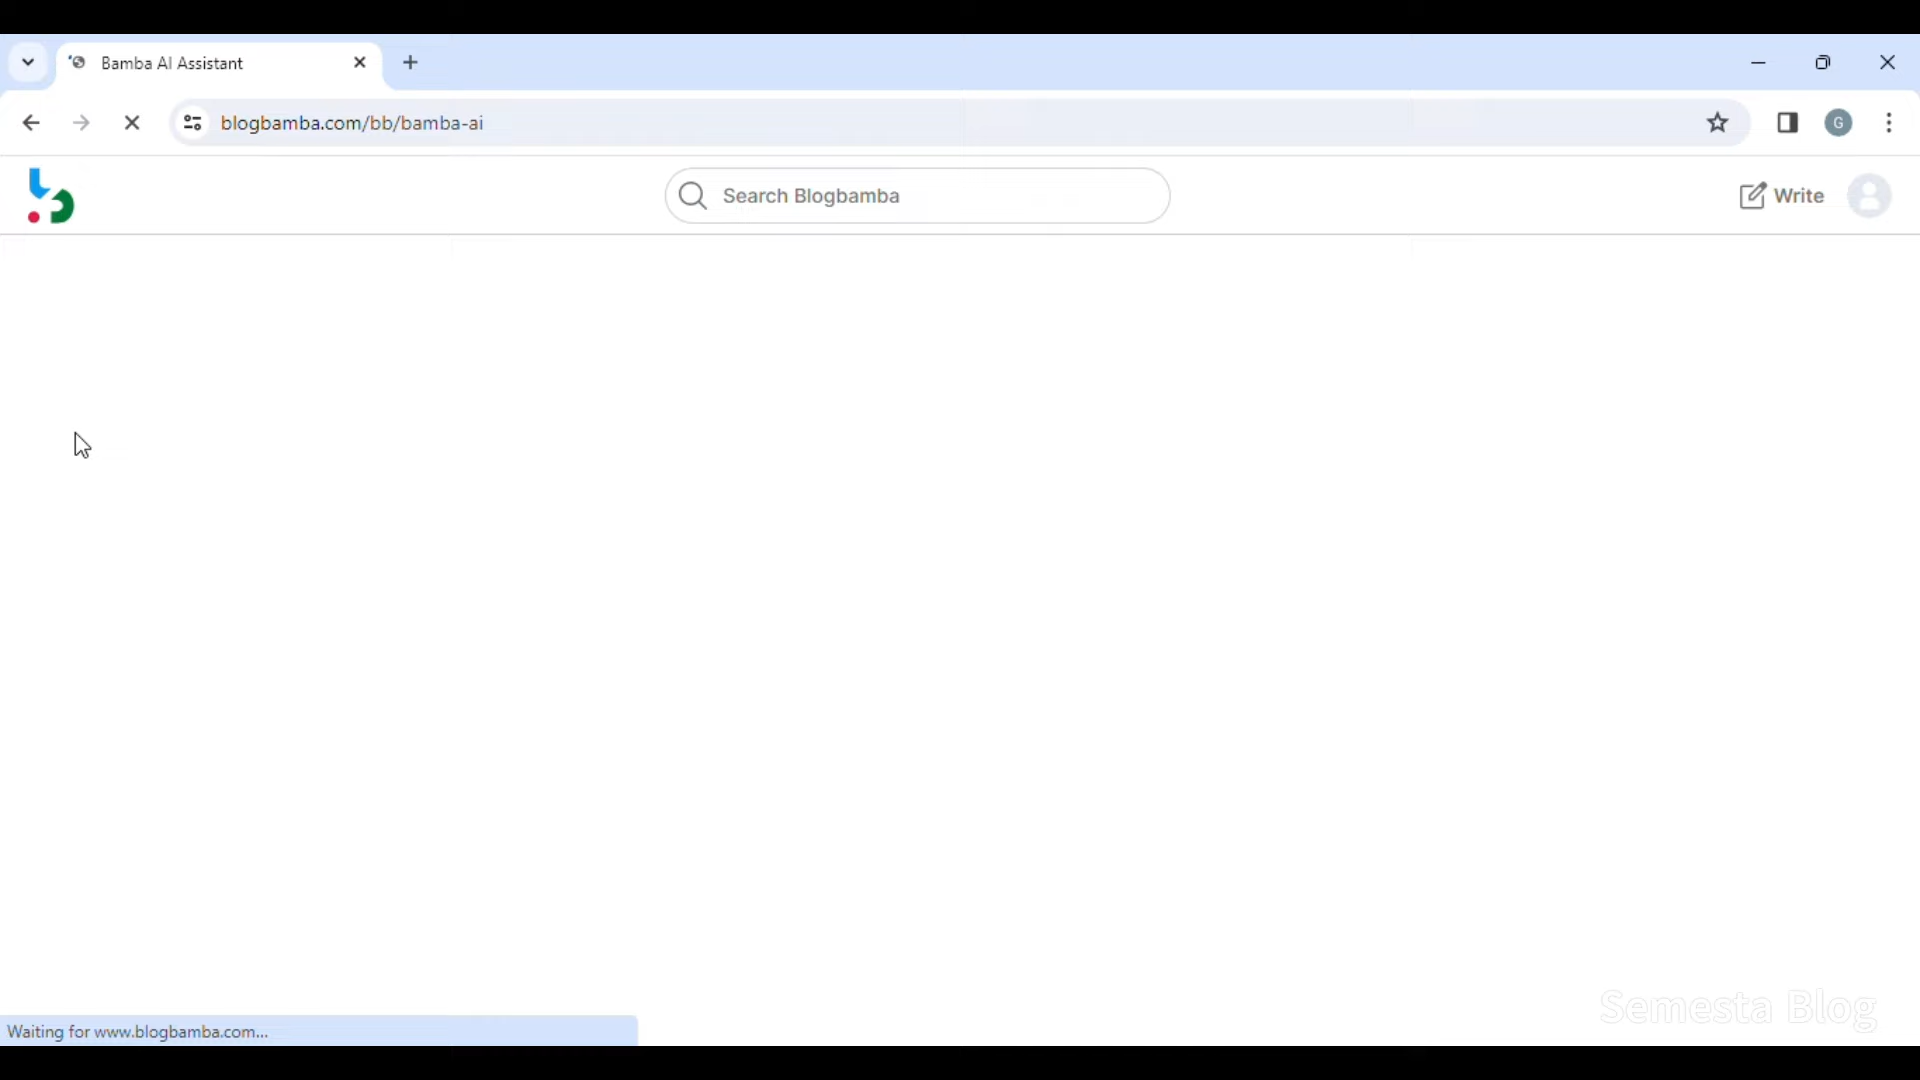 Bamba AI Assistant
blogbamba.com/bb/bamba-ai
G
Search Blogbamba
Write
Semesta Blog
Waiting for www.blogbamba.com...